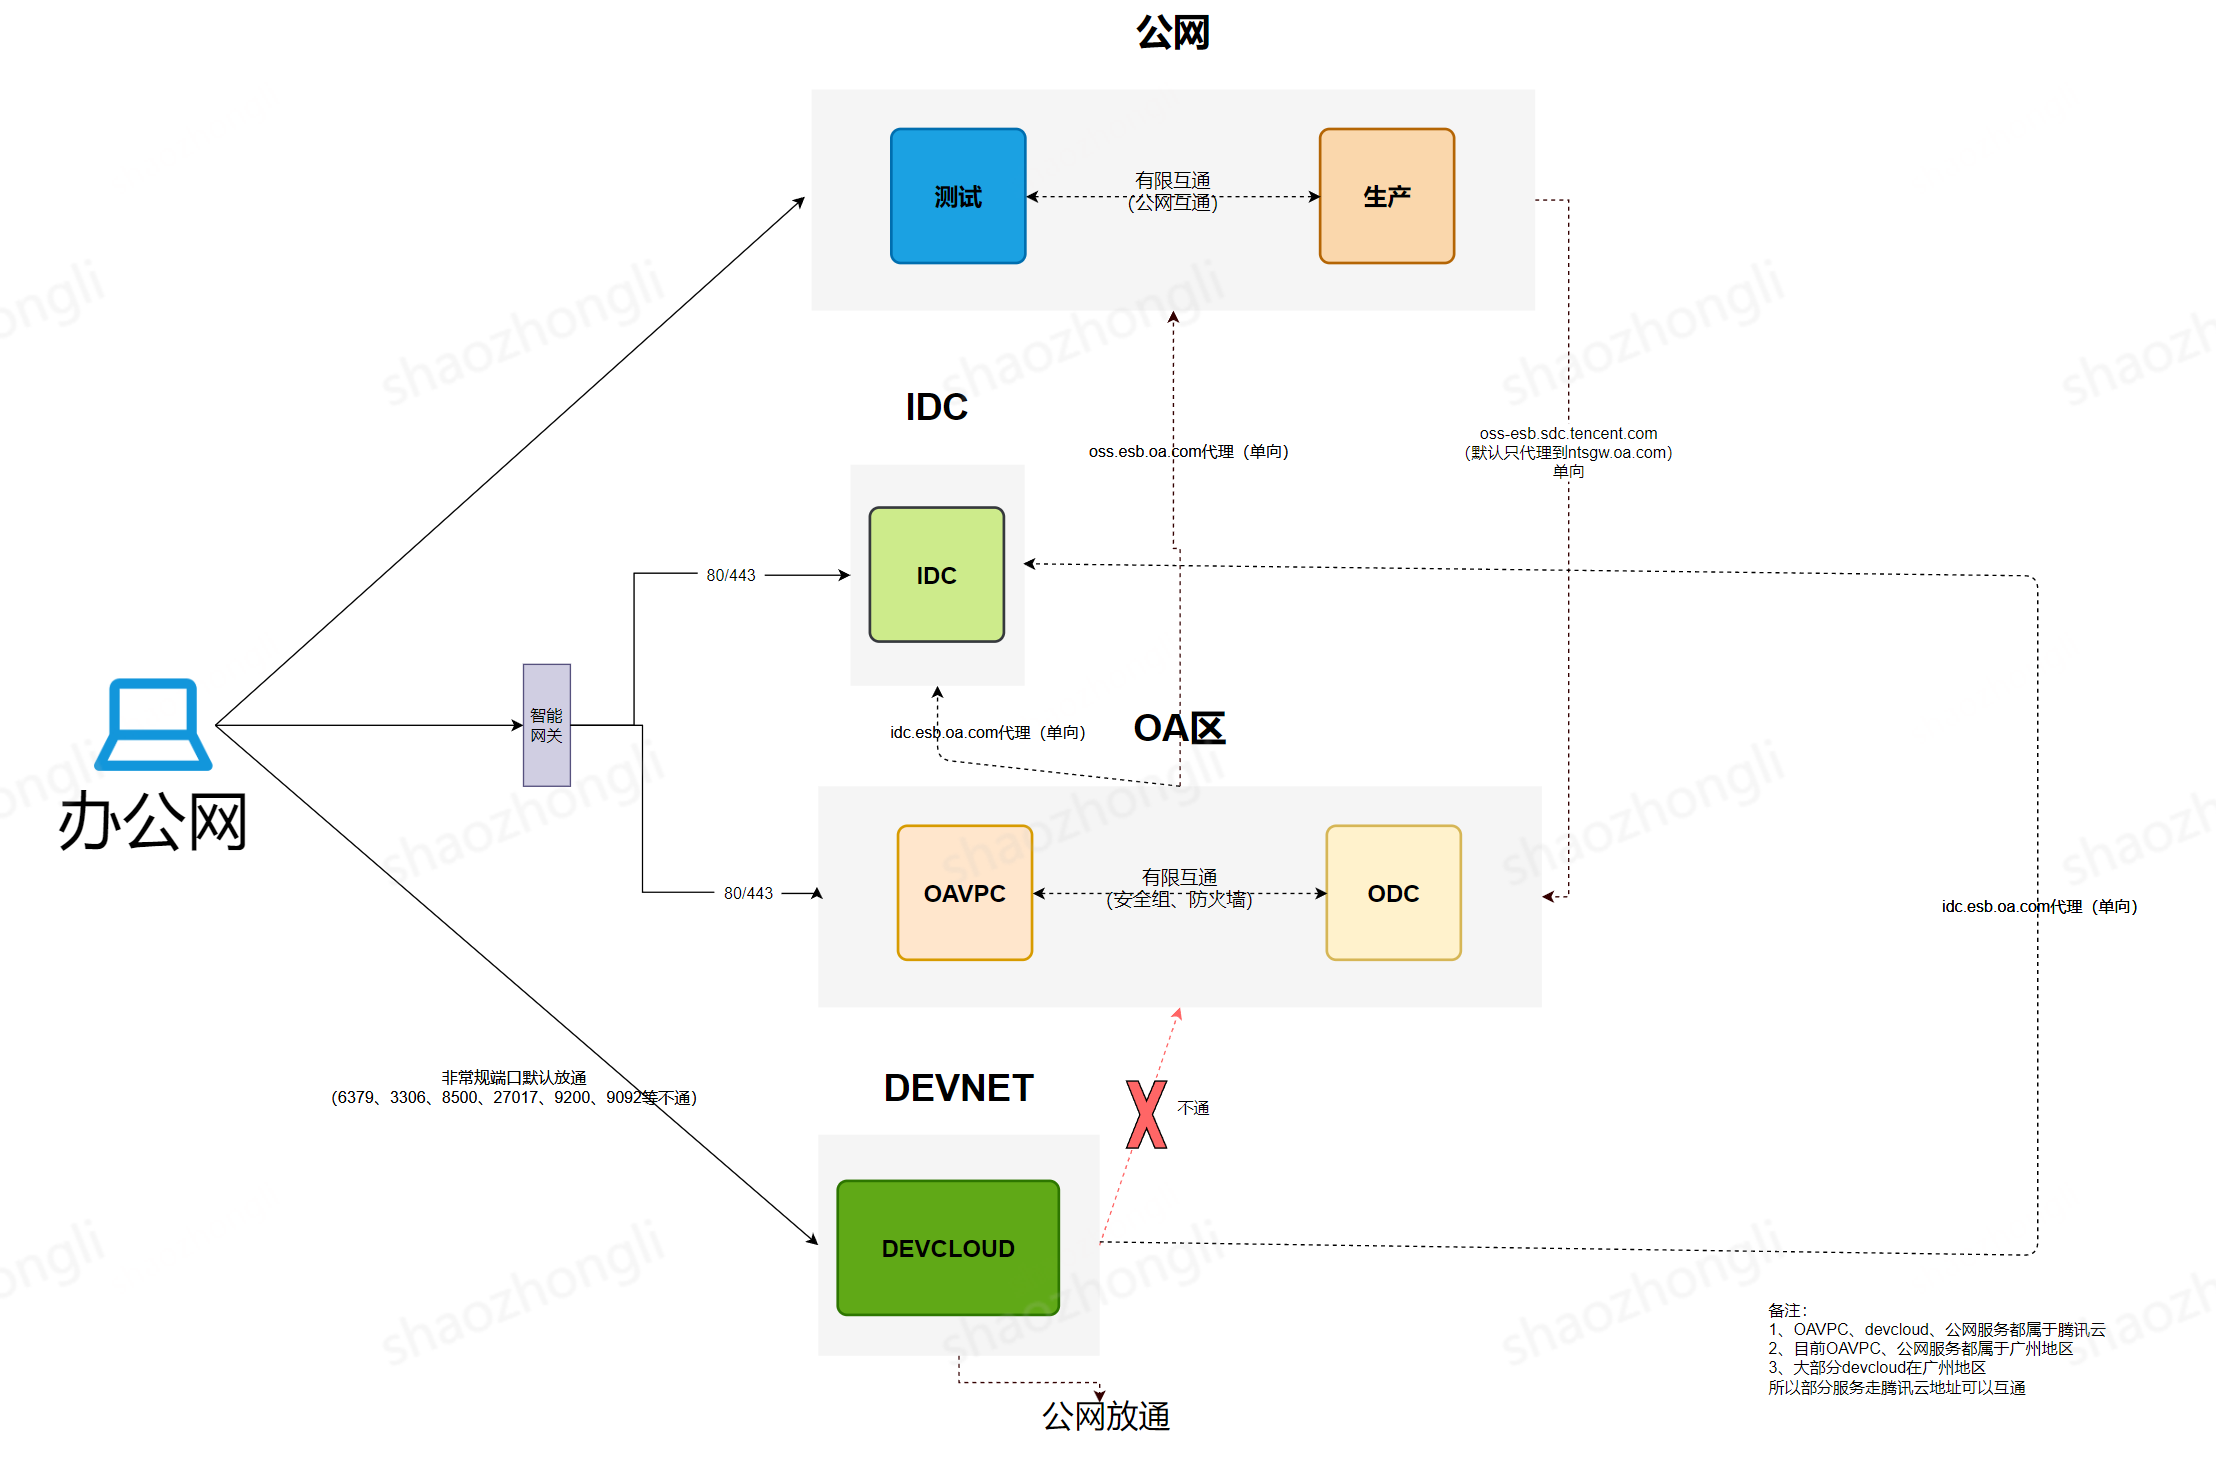 公网
测试
有限互通
（公网互通）
生产
IDC
oss.esb.oa.com代理（单向）
oss-esb.sdc.tencent.com
（默认只代理到ntsgw.oa.com）
单向
80/443
IDC
智能
网关
idc.esb.oa.com代理（单向）
OA区
办公网
80/443
OAVPC
有限互通
（安全组、防火墙）
ODC
idc.esb.oa.com代理（单向）
非常规端口默认放通
（6379、3306、8500、27017、9200、9092等不通）
DEVNET
不通
DEVCLOUD
公网放通
备注：
1、OAVPC、devcloud、公网服务都属于腾讯云
2、目前OAVPC、公网服务都属于广州地区
3、大部分devcloud在广州地区
所以部分服务走腾讯云地址可以互通
shaozhongli